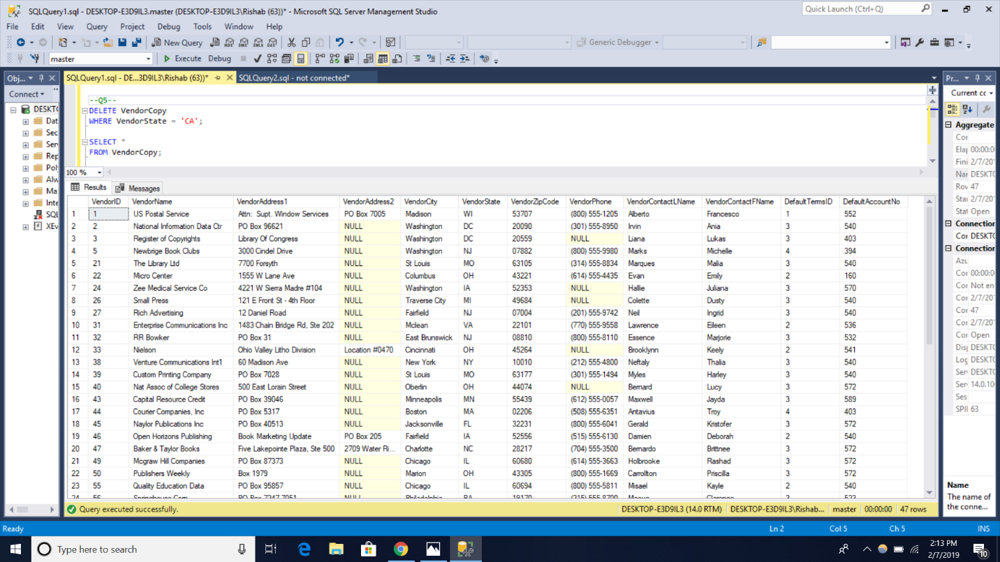 SQLQuery1.sql - DESKTOP-E3D9IL3.master (DESKTOP-E3D9IL3\Rishab (63))* - Microsoft SQL Server Management Studio
Quick Launch (Ctrl+Q)
File Edit View Query Project Debug Tools Window Help
New Query
Generic Debugger
master Execute Debug
Obj... SQLQuery1.sql - DE...3D9IL3\Rishab (63))* SQLQuery2.sql - not connected* Pr...
Connect
Current cc
DESKTO
Dat
Sec
Ser
Rep
Pol
Alw
Ma
Inte
SQL
XEv
--Q5--
DELETE VendorCopy
WHERE VendorState = 'CA';
SELECT *
FROM VendorCopy;
100 %
Results Messages
VendorID VendorName VendorAddress1 VendorAddress2 VendorCity VendorState VendorZipCode VendorPhone VendorContactLName VendorContactFName DefaultTermsID DefaultAccountNo
1 1 US Postal Service Attn: Supt. Window Services PO Box 7005 Madison WI 53707 (800) 555-1205 Alberto Francesco 1 552
2 2 National Information Data Ctr PO Box 96621 NULL Washington DC 20090 (301) 555-8950 Irvin Ania 3 540
3 3 Register of Copyrights Library Of Congress NULL Washington DC 20559 NULL Liana Lukas 3 403
4 5 Newbrige Book Clubs 3000 Cindel Drive NULL Washington NJ 07882 (800) 555-9980 Marks Michelle 4 394
5 21 The Library Ltd 7700 Forsyth NULL St Louis MO 63105 (314) 555-8834 Marques Malia 3 540
6 22 Micro Center 1555 W Lane Ave NULL Columbus OH 43221 (614) 555-4435 Evan Emily 2 160
7 24 Zee Medical Service Co 4221 W Sierra Madre #104 NULL Washington IA 52353 NULL Hallie Juliana 3 570
8 26 Small Press 121 E Front St - 4th Floor NULL Traverse City MI 49684 NULL Colette Dusty 3 540
9 27 Rich Advertising 12 Daniel Road NULL Fairfield NJ 07004 (201) 555-9742 Neil Ingrid 3 540
10 31 Enterprise Communications Inc 1483 Chain Bridge Rd, Ste 202 NULL Mclean VA 22101 (770) 555-9558 Lawrence Eileen 2 536
11 32 RR Bowker PO Box 31 NULL East Brunswick NJ 08810 (800) 555-8110 Essence Marjorie 3 532
12 33 Nielson Ohio Valley Litho Division Location #0470 Cincinnati OH 45264 NULL Brooklynn Keely 2 541
13 38 Venture Communications Int1 60 Madison Ave NULL New York NY 10010 (212) 555-4800 Neftaly Thalia 3 540
14 39 Custom Printing Company PO Box 7028 NULL St Louis MO 63177 (301) 555-1494 Myles Harley 3 540
15 40 Nat Assoc of College Stores 500 East Lorain Street NULL Oberlin OH 44074 NULL Bernard Lucy 3 572
16 43 Capital Resource Credit PO Box 39046 NULL Minneapolis MN 55439 (612) 555-0057 Maxwell Jayda 3 589
17 44 Courier Companies, Inc PO Box 5317 NULL Boston MA 02206 (508) 555-6351 Antavius Troy 4 403
18 45 Naylor Publications Inc PO Box 40513 NULL Jacksonville FL 32231 (800) 555-6041 Gerald Kristofer 3 572
19 46 Open Horizons Publishing Book Marketing Update PO Box 205 Fairfield IA 52556 (515) 555-6130 Damien Deborah 2 540
20 47 Baker & Taylor Books Five Lakepointe Plaza, Ste 500 2709 Water Ri... Charlotte NC 28217 (704) 555-3500 Bernardo Brittnee 3 572
21 49 Mcgraw Hill Companies PO Box 87373 NULL Chicago IL 60680 (614) 555-3663 Holbrooke Rashad 3 572
22 50 Publishers Weekly Box 1979 NULL Marion OH 43305 (800) 555-1669 Carrollton Priscilla 3 572
23 55 Quality Education Data PO Box 95857 NULL Chicago IL 60694 (800) 555-5811 Misael Kayle 2 540
Aggregate
Cor
Elap 00:00:0
Fini 2/7/201
Nar DESKTO
Rov 47
Star 2/7/201
Stat Open
Connection
Cor DESKTO
Connection
Azu
Cor 00:00:0
Cor Not en
Cor 2/7/201
Cor 47
Cor 2/7/201
Cor Open
Disp DESKTO
Log DESKTO
Serv DESKTO
Serv 14.0.10
Ses
SPII 63
Name
The name of
the conne...
Query executed successfully. DESKTOP-E3D9IL3 (14.0 RTM) DESKTOP-E3D9IL3\Rishab... master 00:00:00 47 rows
Ready Ln 2 Col 5 Ch 5 INS
Type here to search
2:13 PM
2/7/2019
10